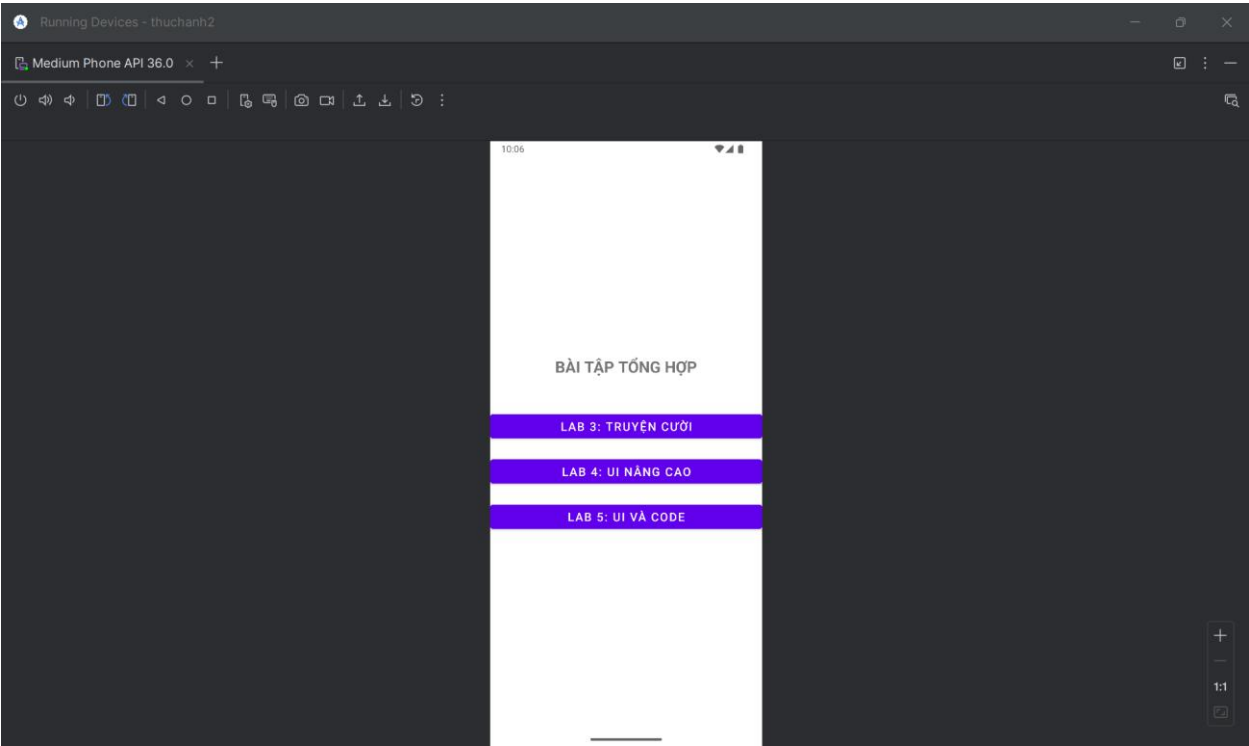 Running Devices - thuchanh2
Medium Phone API 36.0
10:06
BÀI TẬP TỔNG HỢP
LAB 3: TRUYỆN CƯỜI
LAB 4: UI NÂNG CAO
LAB 5: UI VÀ CODE
1:1